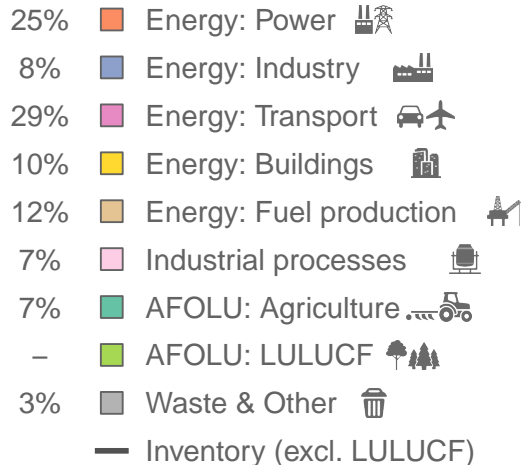 25% Energy: Power
8% Energy: Industry
29% Energy: Transport
10% Energy: Buildings
12% Energy: Fuel production
7% Industrial processes
7% AFOLU: Agriculture
– AFOLU: LULUCF
3% Waste & Other
Inventory (excl. LULUCF)